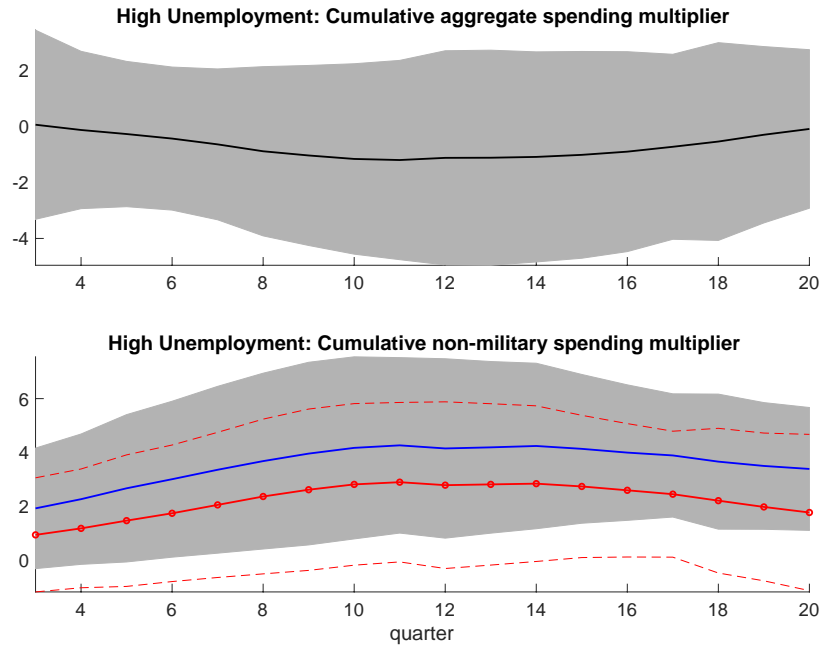 High Unemployment: Cumulative aggregate spending multiplier
2
0
-2
-4
4 6 8 10 12 14 16 18 20
High Unemployment: Cumulative non-military spending multiplier
6
4
2
0
4 6 8 10 12 14 16 18 20
quarter